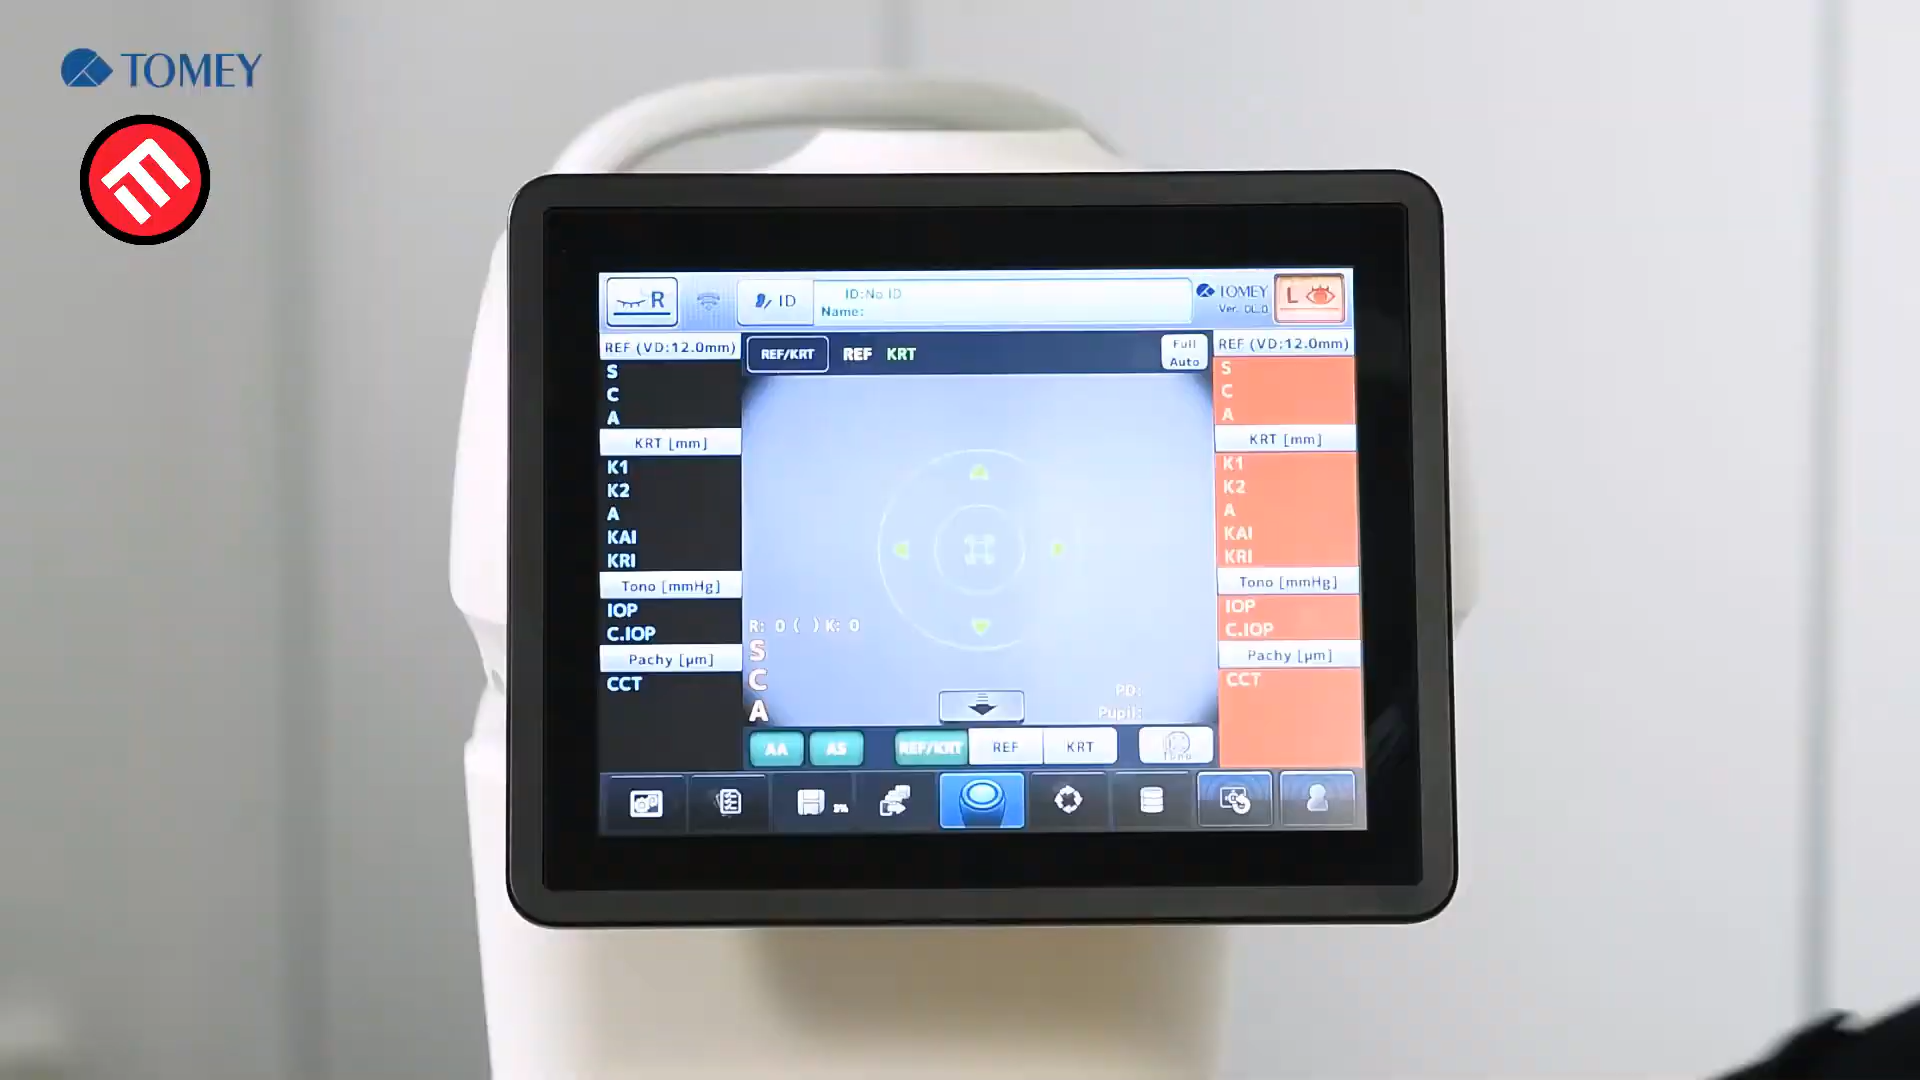 TOMEY
R
ID
ID:No ID
Name:
TOMEY
L
REF (VD:12.0mm)
S
C
A
KRT [mm]
K1
K2
A
KAI
KRI
Tono [mmHg]
IOP
C.IOP
Pachy [μm]
CCT
REF/KRT REF KRT
Full
Auto
R: 0 ( ) K: 0
S
C
A
PD:
Pupil:
AA AS REF/KRT REF KRT Tono
REF (VD:12.0mm)
S
C
A
KRT [mm]
K1
K2
A
KAI
KRI
Tono [mmHg]
IOP
C.IOP
Pachy [μm]
CCT